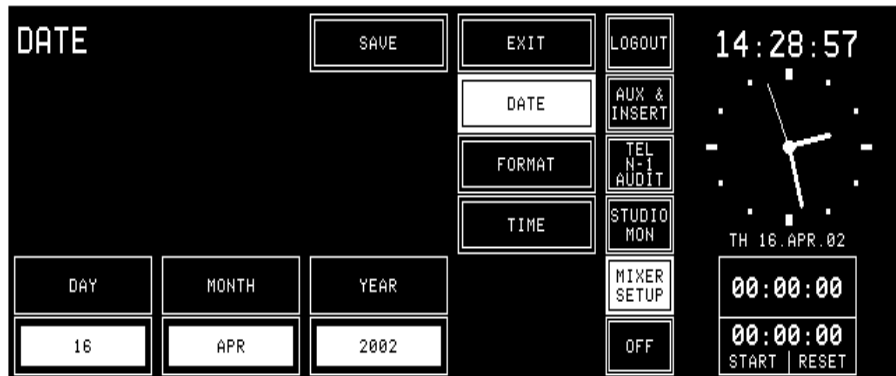 DATE
SAVE
EXIT
LOGOUT
14:28:57
DATE
AUX &
INSERT
FORMAT
TEL
N-1
AUDIT
TIME
STUDIO
MON
TH 16.APR.02
DAY
MONTH
YEAR
MIXER
SETUP
00:00:00
16
APR
2002
OFF
00:00:00
START | RESET